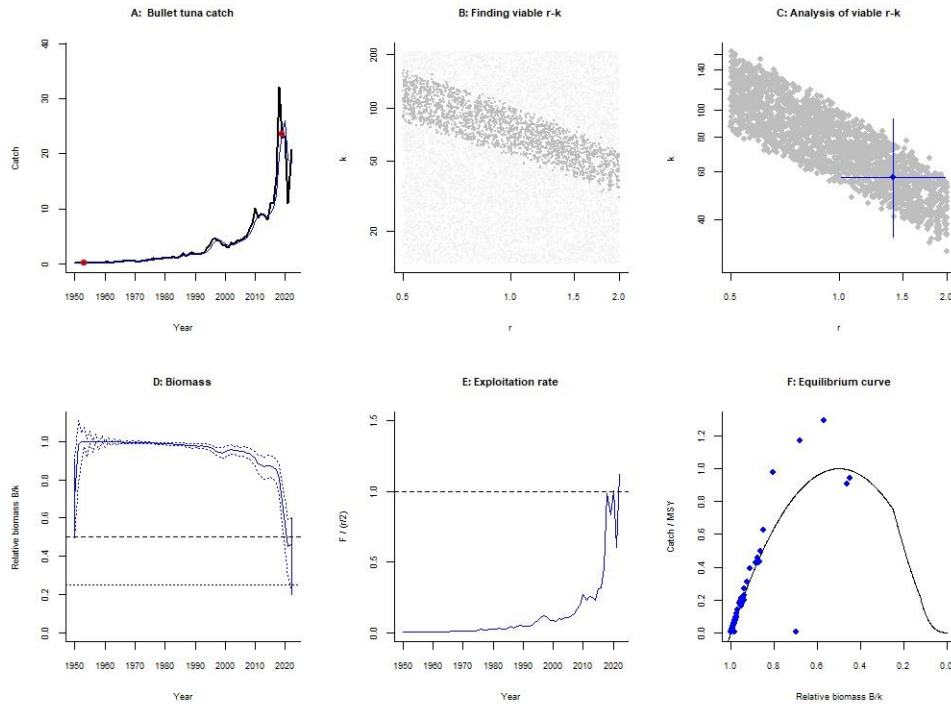 A: Bullet tuna catch
B: Finding viable r-k
C: Analysis of viable r-k
Catch
0
10
20
30
40
1950 1960 1970 1980 1990 2000 2010 2020
Year
k
20
50
100
200
0.5 1.0 1.5 2.0
r
k
40
60
80
100
140
0.5 1.0 1.5 2.0
r
D: Biomass
E: Exploitation rate
F: Equilibrium curve
Relative biomass B/k
0.0
0.2
0.4
0.6
0.8
1.0
1950 1960 1970 1980 1990 2000 2010 2020
Year
F / (r/2)
0.0
0.5
1.0
1.5
1950 1960 1970 1980 1990 2000 2010 2020
Year
Catch / MSY
0.0
0.2
0.4
0.6
0.8
1.0
1.2
1.0 0.8 0.6 0.4 0.2 0.0
Relative biomass B/k